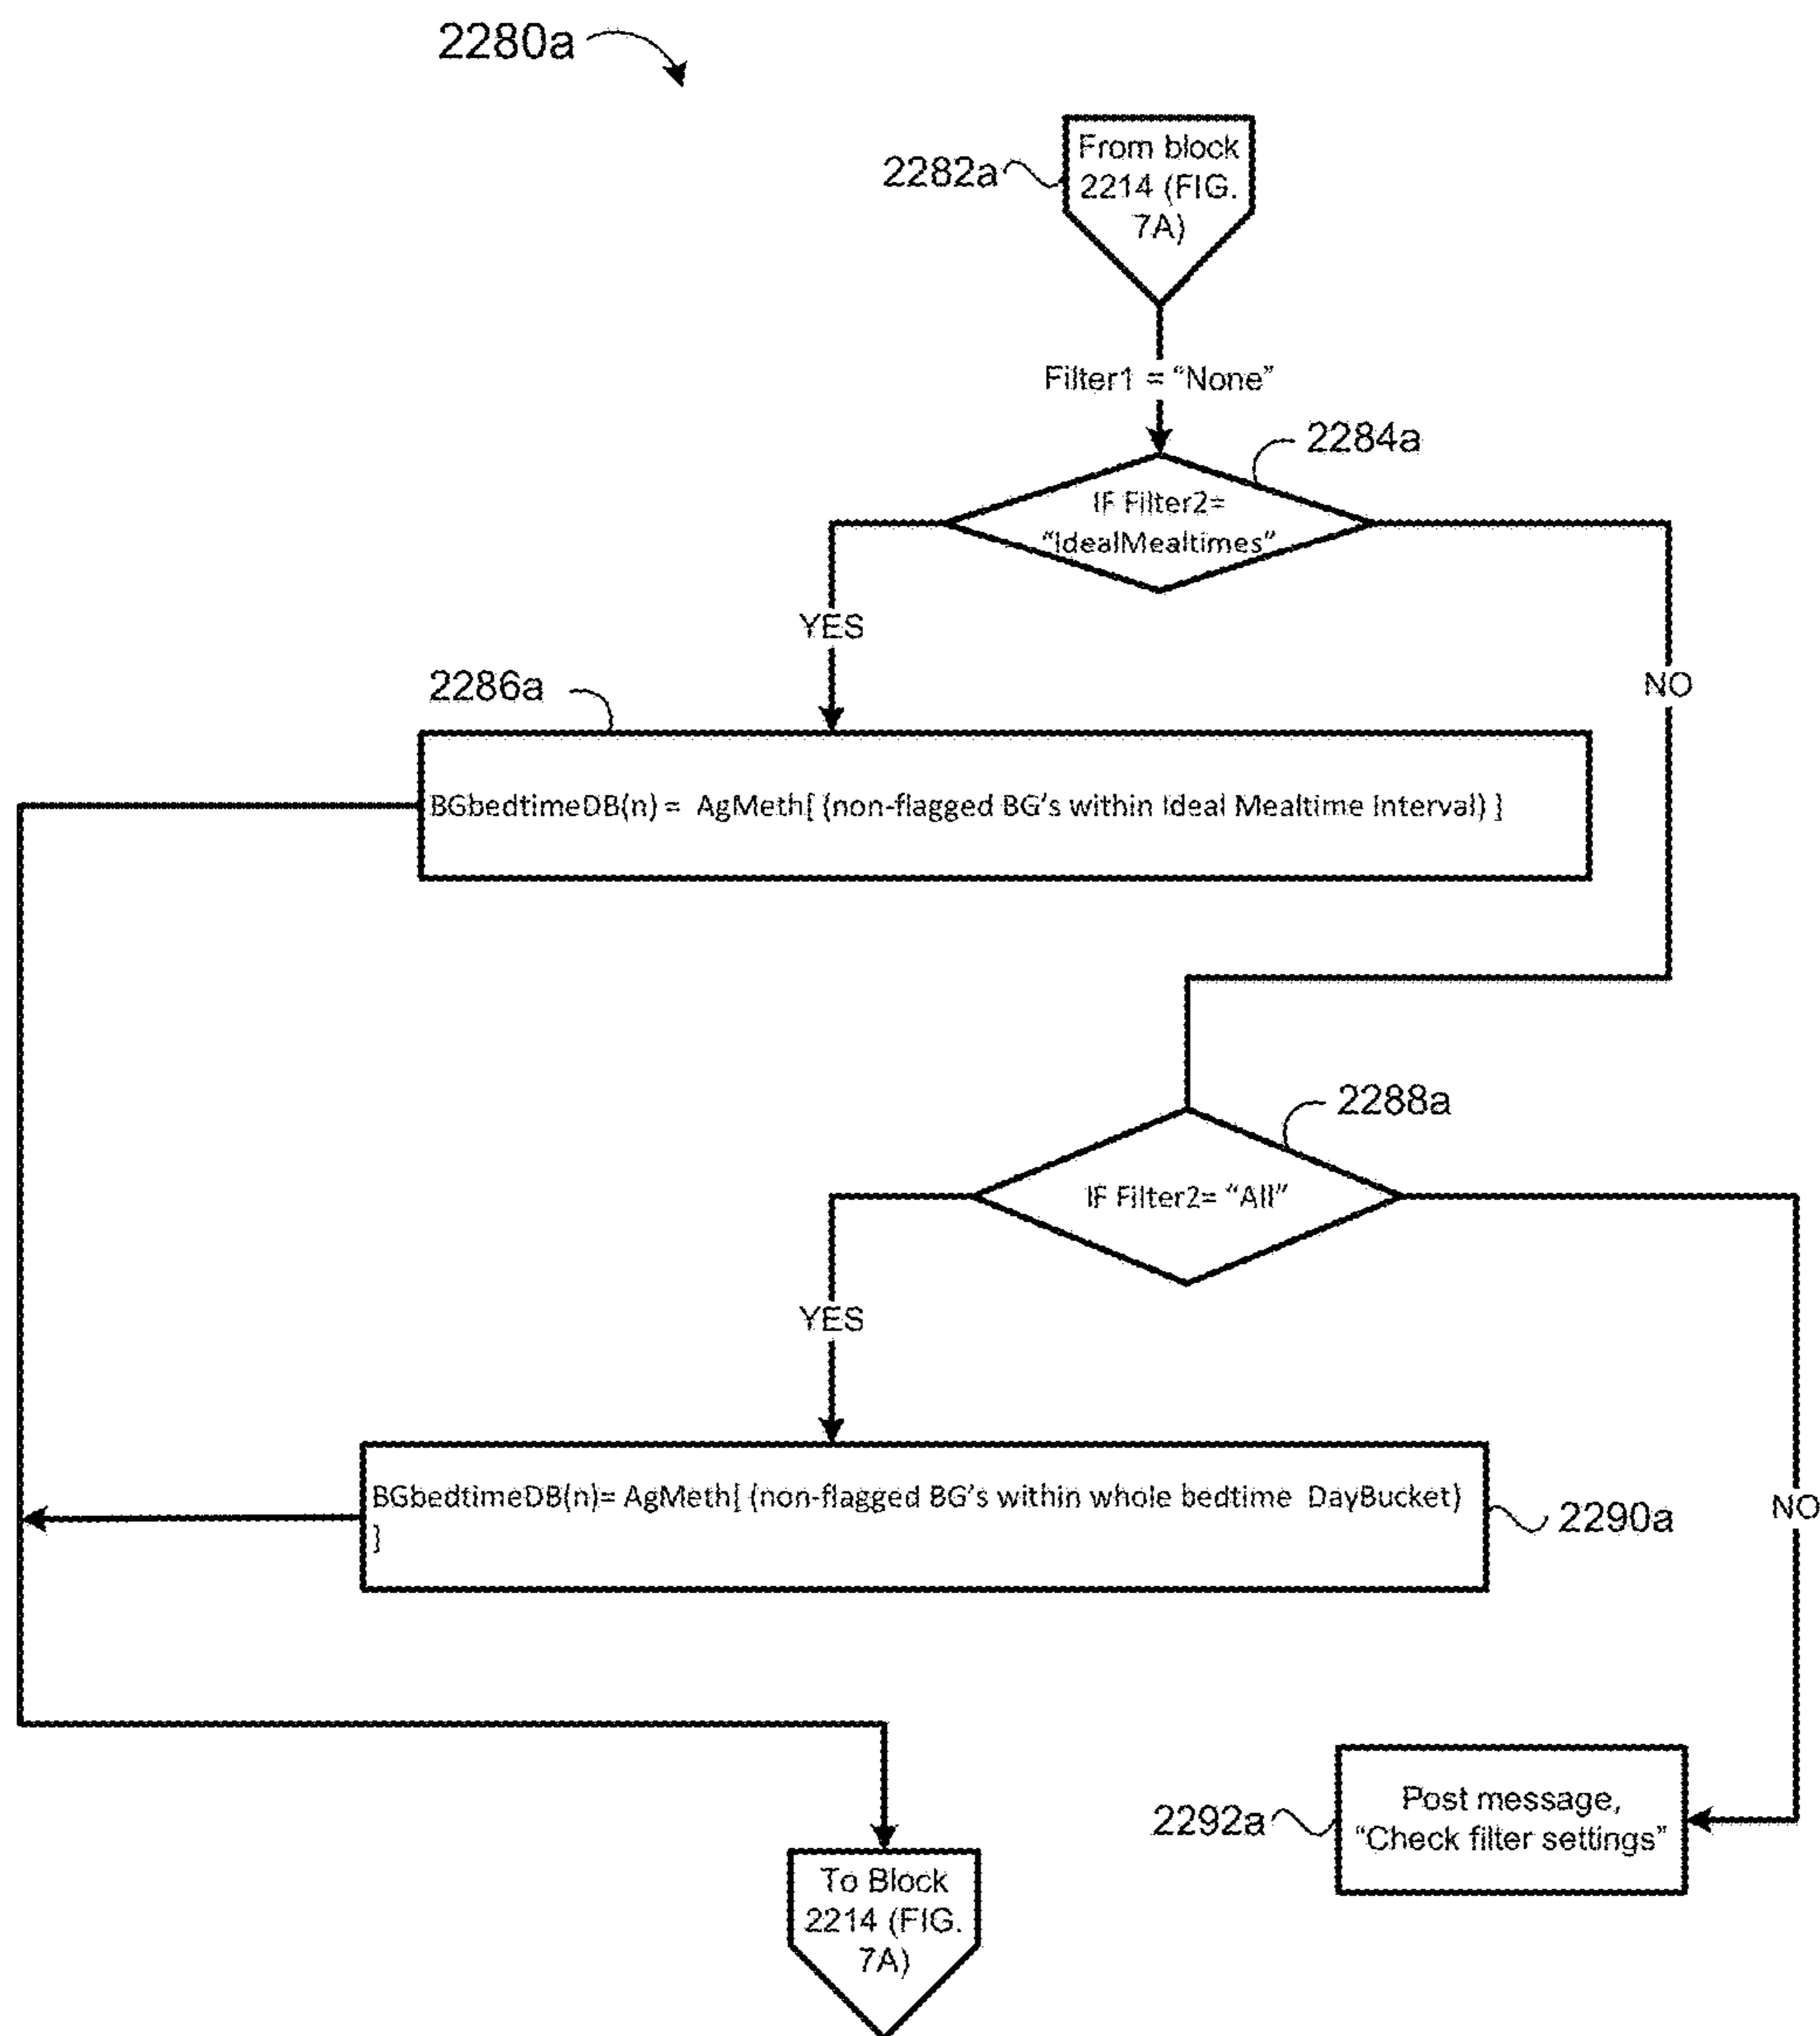 2280a
From block
2282a
2214 (FIG.
7A)
Filter1 = “None”
2284a
IF Filter2=
“IdealMealtimes”
YES
NO
2286a
BGbedtimeDB(n) = AgMeth[ (non-flagged BG’s within Ideal Mealtime Interval) ]
2288a
IF Filter2= “All”
YES
NO
BGbedtimeDB(n)= AgMeth[ (non-flagged BG’s within whole bedtime DayBucket)
]
2290a
Post message,
“Check filter settings”
2292a
To Block
2214 (FIG.
7A)